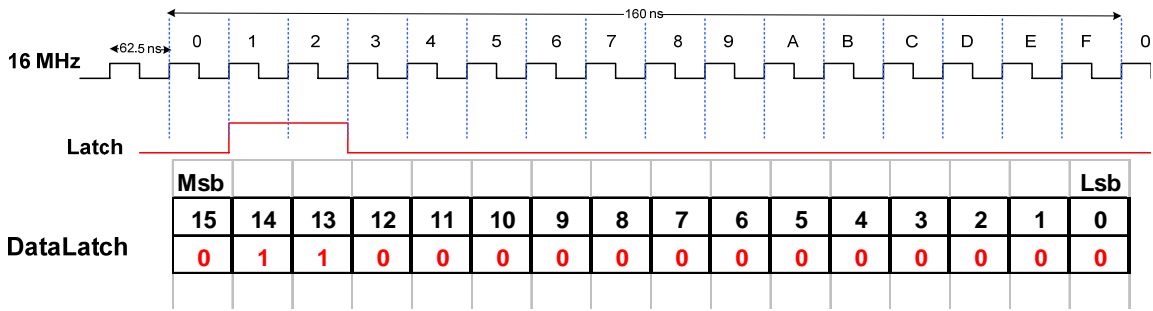 160 ns
62.5 ns 0 1 2 3 4 5 6 7 8 9 A B C D E F 0
16 MHz
Latch
Msb Lsb
15 14 13 12 11 10 9 8 7 6 5 4 3 2 1 0
DataLatch
0 1 1 0 0 0 0 0 0 0 0 0 0 0 0 0